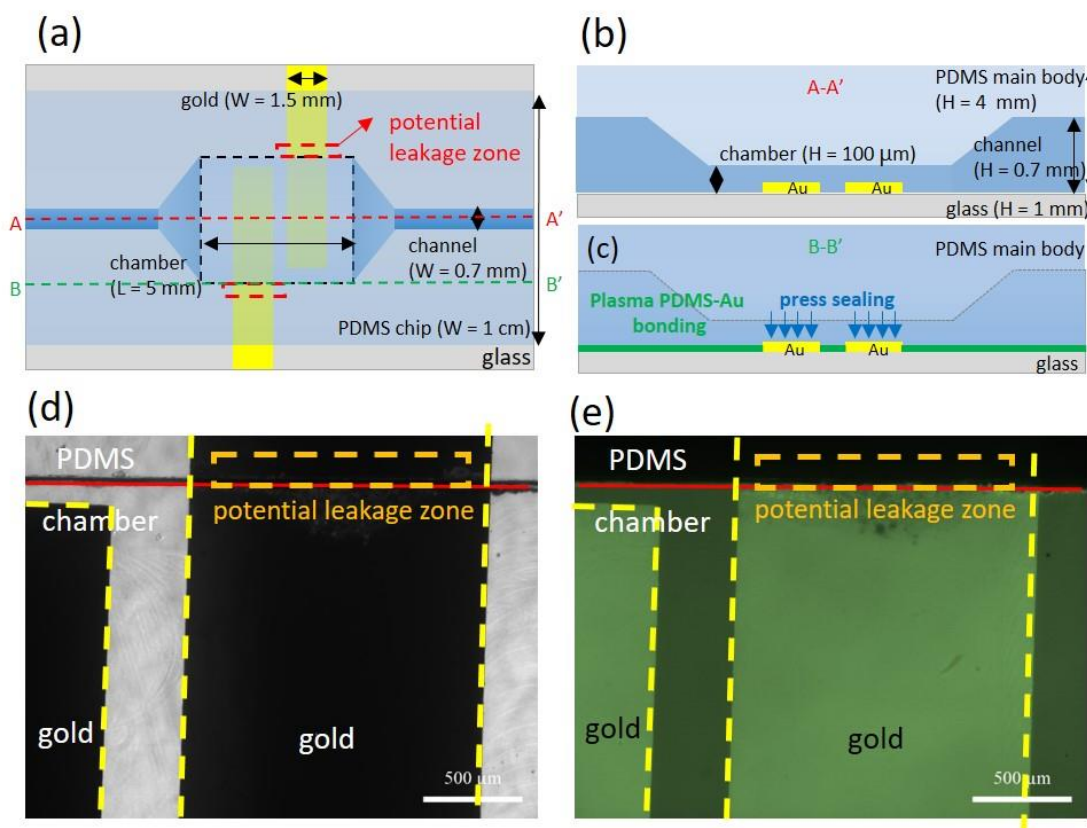 (a)
gold (W = 1.5 mm)
potential
leakage zone
A
A'
channel
(W = 0.7 mm)
chamber
(L = 5 mm)
B
B'
PDMS chip (W = 1 cm)
glass
(b)
A-A'
PDMS main body
(H = 4 mm)
channel
(H = 0.7 mm)
chamber (H = 100 μm)
Au
Au
glass (H = 1 mm)
(c)
B-B'
PDMS main body
Plasma PDMS-Au
bonding
press sealing
Au
Au
glass
(d)
PDMS
potential leakage zone
chamber
gold
gold
500 μm
(e)
PDMS
potential leakage zone
chamber
gold
gold
500 μm